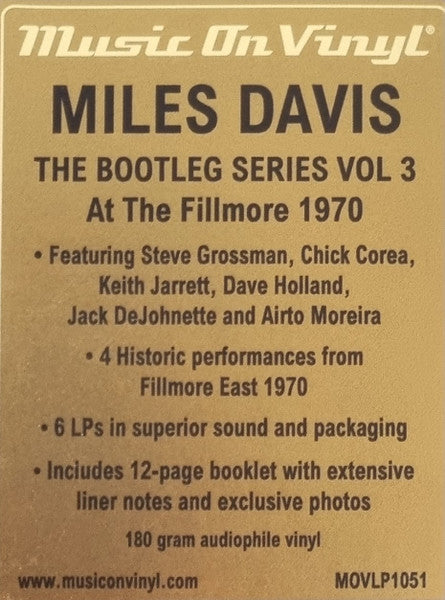 Music On Vinyl®
MILES DAVIS
THE BOOTLEG SERIES VOL 3
At The Fillmore 1970
• Featuring Steve Grossman, Chick Corea,
Keith Jarrett, Dave Holland,
Jack DeJohnette and Airto Moreira
• 4 Historic performances from
Fillmore East 1970
• 6 LPs in superior sound and packaging
• Includes 12-page booklet with extensive
liner notes and exclusive photos
180 gram audiophile vinyl
www.musiconvinyl.com MOVLP1051